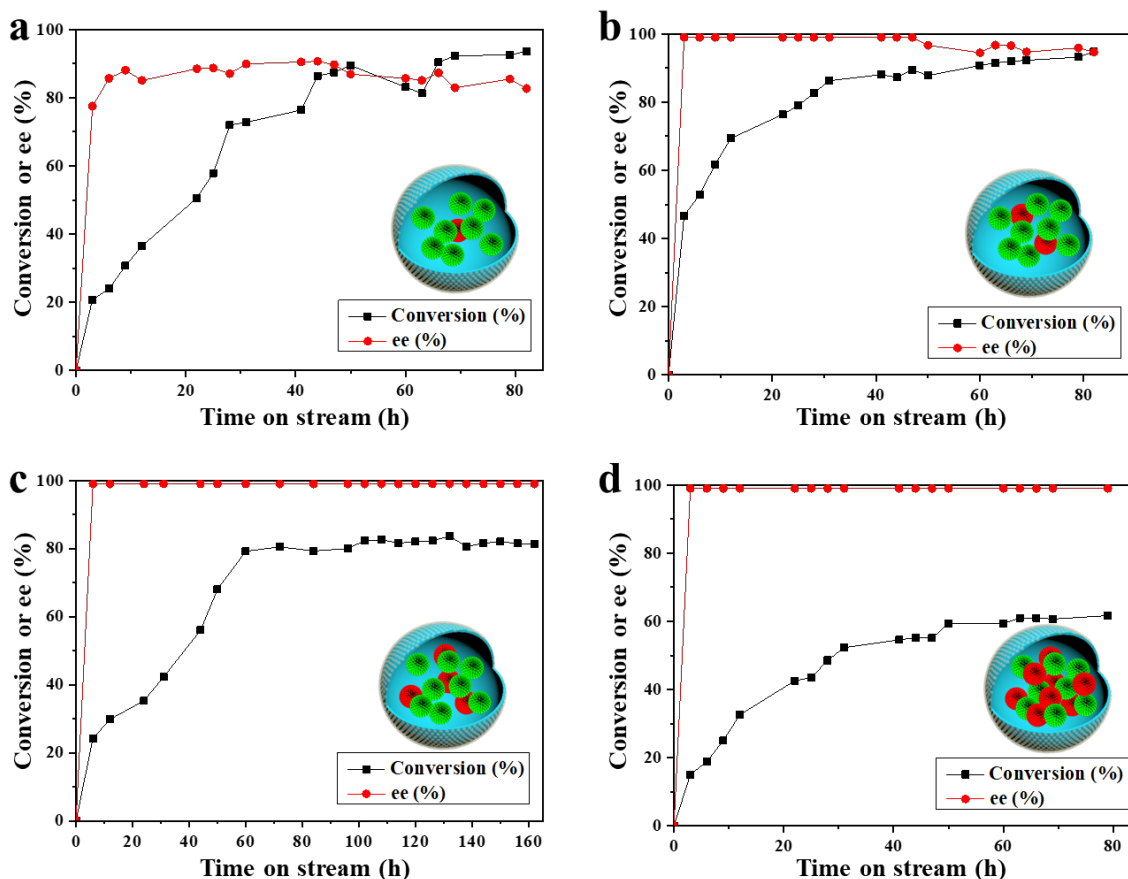 a
Conversion or ee (%)
100
80
60
40
20
0
Conversion (%)
ee (%)
0 20 40 60 80
Time on stream (h)
b
Conversion or ee (%)
100
80
60
40
20
0
Conversion (%)
ee (%)
0 20 40 60 80
Time on stream (h)
c
Conversion or ee (%)
100
80
60
40
20
0
Conversion (%)
ee (%)
0 20 40 60 80 100 120 140 160
Time on stream (h)
d
Conversion or ee (%)
100
80
60
40
20
0
Conversion (%)
ee (%)
0 20 40 60 80
Time on stream (h)